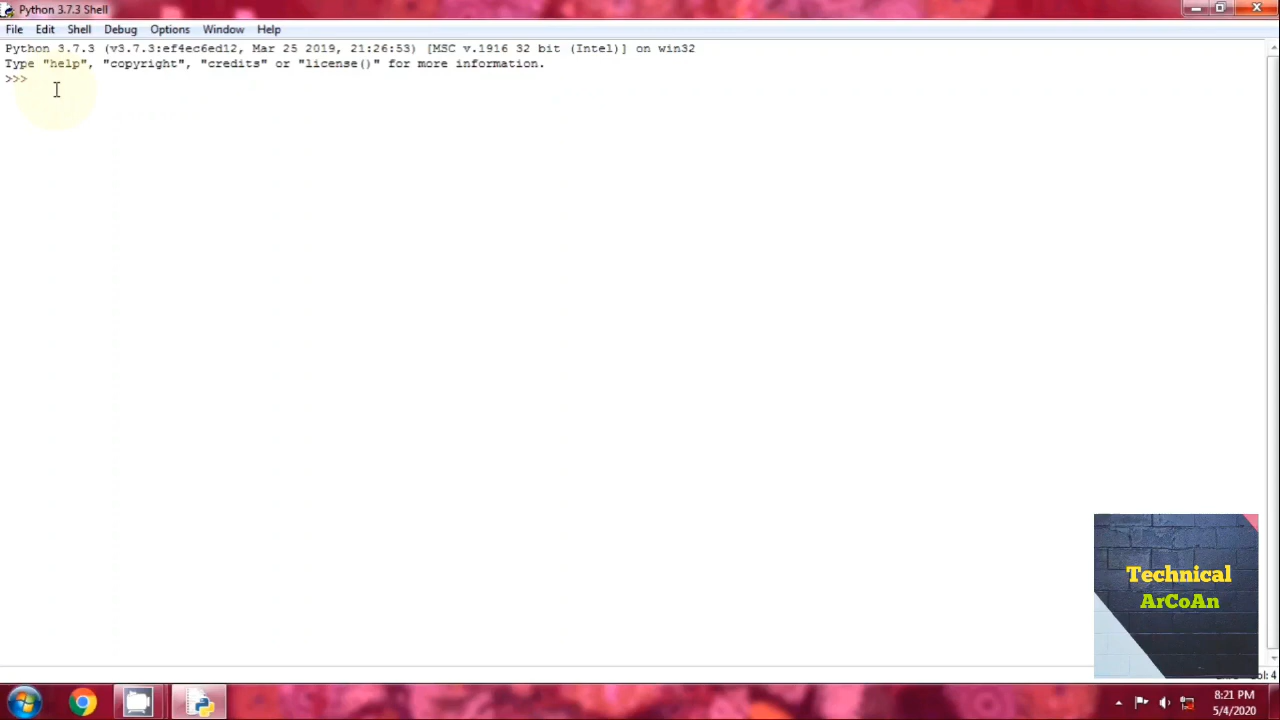 Python 3.7.3 Shell
File Edit Shell Debug Options Window Help
Python 3.7.3 (v3.7.3:ef4ec6ed12, Mar 25 2019, 21:26:53) [MSC v.1916 32 bit (Intel)] on win32
Type "help", "copyright", "credits" or "license()" for more information.
>>>
Technical
ArCoAn
Col: 4
8:21 PM
5/4/2020